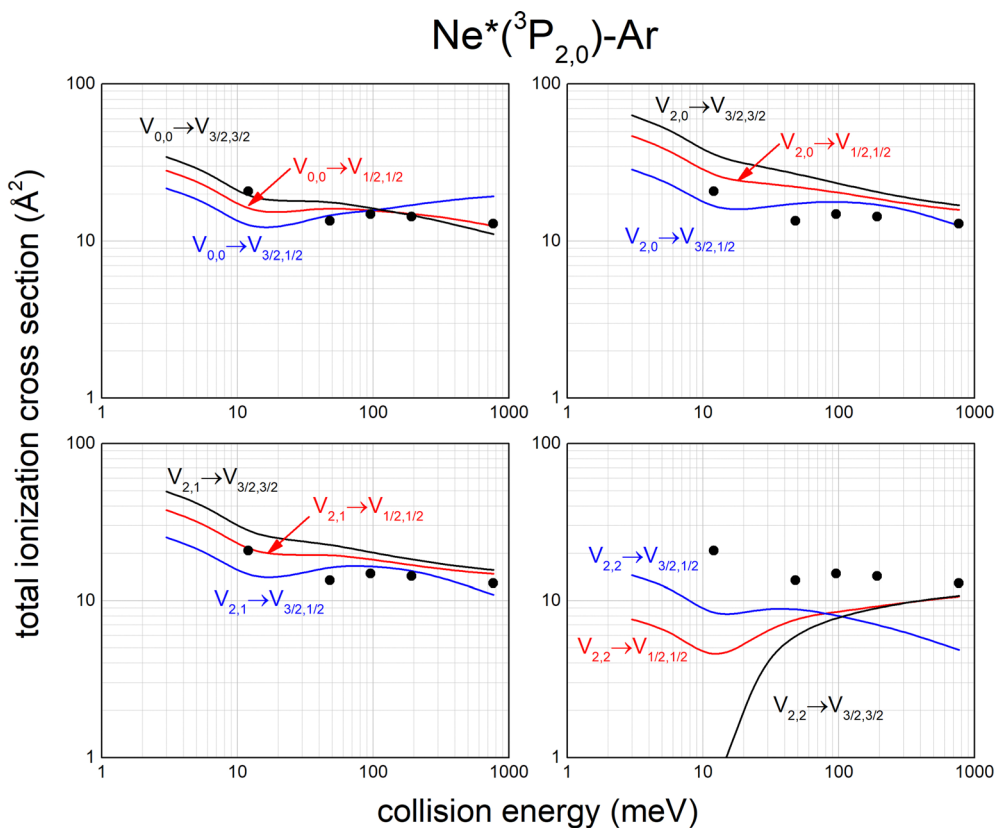 Ne*(³P₂,₀)-Ar
total ionization cross section (Å²)
100
10
1
1
10
100
1000
V₀,₀→V₃/₂,₃/₂
V₀,₀→V₁/₂,₁/₂
V₀,₀→V₃/₂,₁/₂
100
10
1
1
10
100
1000
V₂,₀→V₃/₂,₃/₂
V₂,₀→V₁/₂,₁/₂
V₂,₀→V₃/₂,₁/₂
100
10
1
1
10
100
1000
V₂,₁→V₃/₂,₃/₂
V₂,₁→V₁/₂,₁/₂
V₂,₁→V₃/₂,₁/₂
100
10
1
1
10
100
1000
V₂,₂→V₃/₂,₁/₂
V₂,₂→V₁/₂,₁/₂
V₂,₂→V₃/₂,₃/₂
collision energy (meV)